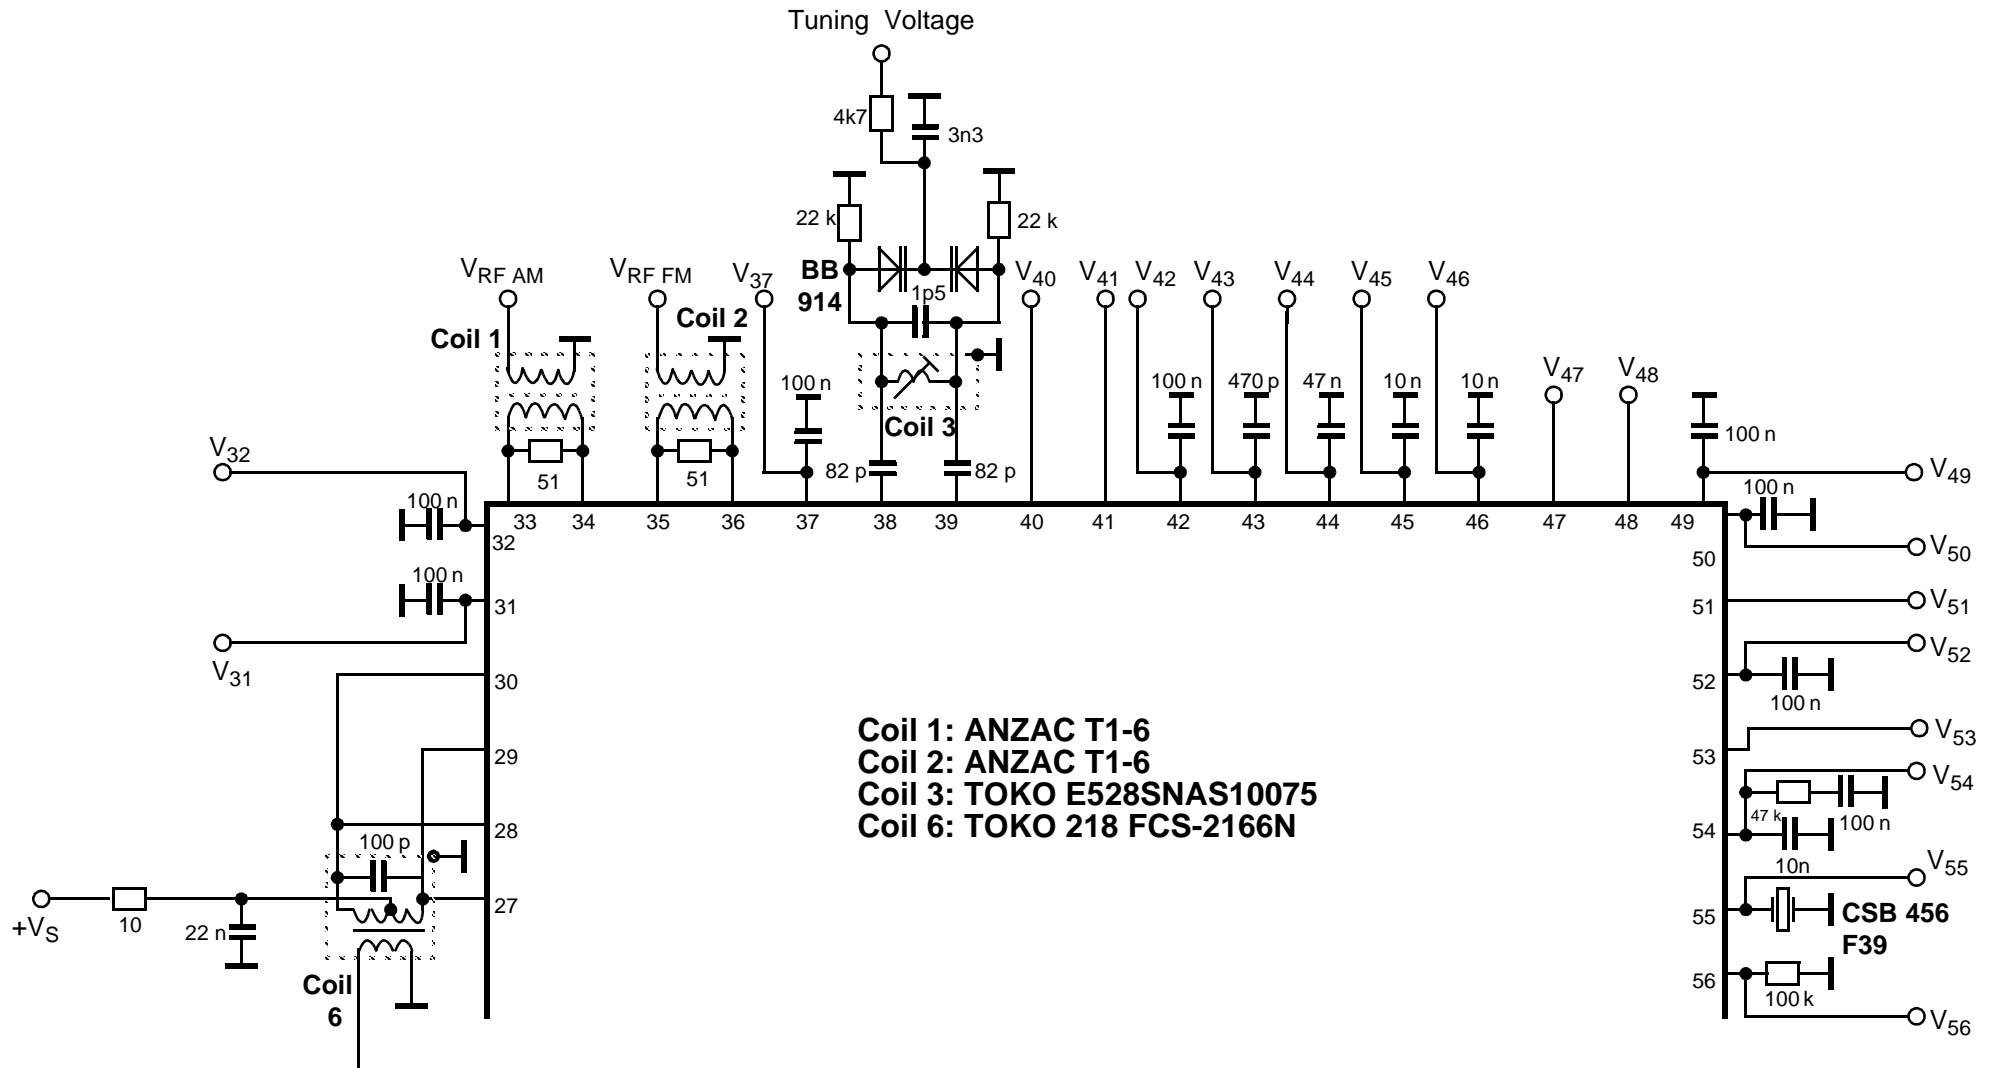 Tuning Voltage
4k7
3n3
22 k
22 k
V RF AM
V RF FM
V37
BB
914
1p5
V40
V41
V42
V43
V44
V45
V46
Coil 1
Coil 2
100 n
Coil 3
100 n
470 p
47 n
10 n
10 n
V47
V48
100 n
V32
51
51
82 p
82 p
V49
100 n
100 n
33
34
35
36
37
38
39
40
41
42
43
44
45
46
47
48
49
32
50
V50
100 n
31
51
V51
V31
V52
30
52
100 n
29
53
V53
V54
Coil 1: ANZAC T1-6
Coil 2: ANZAC T1-6
Coil 3: TOKO E528SNAS10075
Coil 6: TOKO 218 FCS-2166N
47 k
100 n
28
54
100 p
10n
V55
27
55
CSB 456
F39
+VS
10
22 n
Coil
6
56
100 k
V56